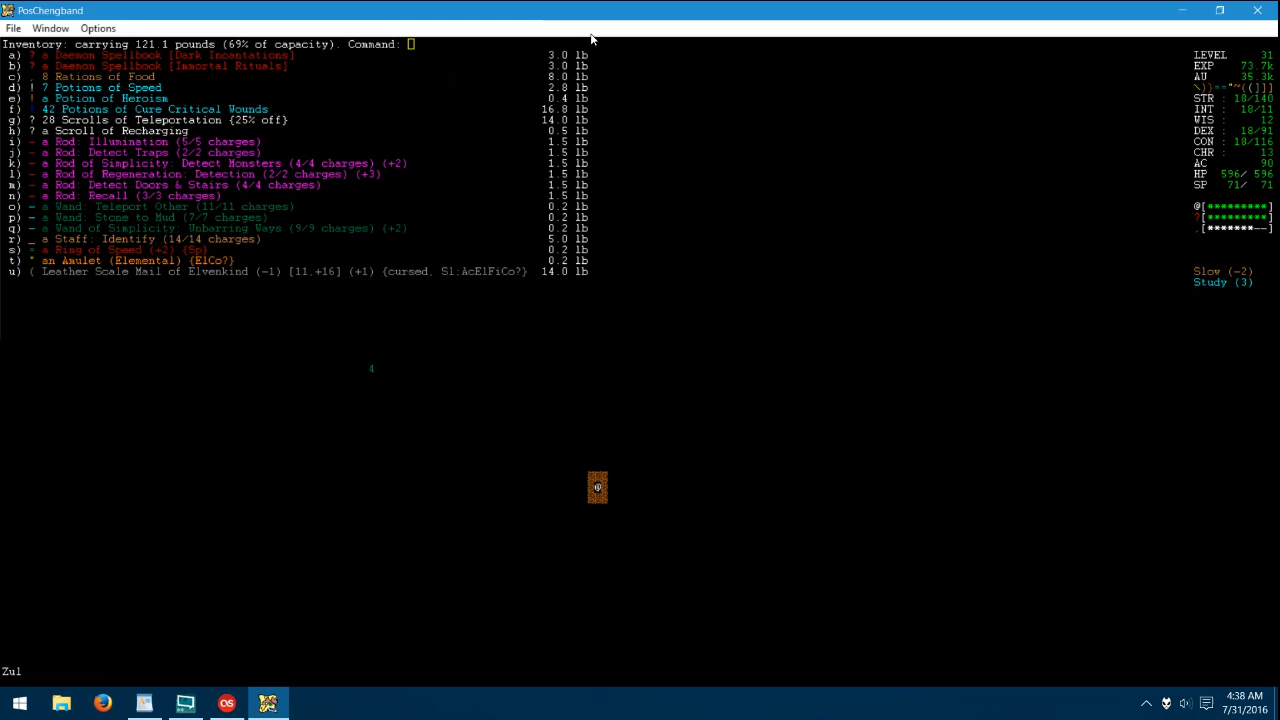 PosChengband
File Window Options
Inventory: carrying 121.1 pounds (69% of capacity). Command:
a) ? a Daemon Spellbook [Dark Incantations] 3.0 lb
b) ? a Daemon Spellbook [Immortal Rituals] 3.0 lb
c) , 8 Rations of Food 8.0 lb
d) ! 7 Potions of Speed 2.8 lb
e) ! a Potion of Heroism 0.4 lb
f) ! 42 Potions of Cure Critical Wounds 16.8 lb
g) ? 28 Scrolls of Teleportation {25% off} 14.0 lb
h) ? a Scroll of Recharging 0.5 lb
i) - a Rod: Illumination (5/5 charges) 1.5 lb
j) - a Rod: Detect Traps (2/2 charges) 1.5 lb
k) - a Rod of Simplicity: Detect Monsters (4/4 charges) (+2) 1.5 lb
l) - a Rod of Regeneration: Detection (2/2 charges) (+3) 1.5 lb
m) - a Rod: Detect Doors & Stairs (4/4 charges) 1.5 lb
n) - a Rod: Recall (3/3 charges) 1.5 lb
o) - a Wand: Teleport Other (11/11 charges) 0.2 lb
p) - a Wand: Stone to Mud (7/7 charges) 0.2 lb
q) - a Wand of Simplicity: Unbarring Ways (9/9 charges) (+2) 0.2 lb
r) _ a Staff: Identify (14/14 charges) 5.0 lb
s) = a Ring of Speed (+2) {Sp} 0.2 lb
t) " an Amulet (Elemental) {ElCo?} 0.2 lb
u) ( Leather Scale Mail of Elvenkind (-1) [11,+16] (+1) {cursed, Sl;AcElFiCo?} 14.0 lb
LEVEL 31
EXP 73.7k
AU 35.3k
\)}=="~((]]]
STR : 18/140
INT : 18/11
WIS : 12
DEX : 18/91
CON : 18/116
CHR : 13
AC 90
HP 596/ 596
SP 71/ 71
@[*********]
?[*********]
.[*******--]
Slow (-2)
Study (3)
4
@
Zul
4:38 AM
7/31/2016